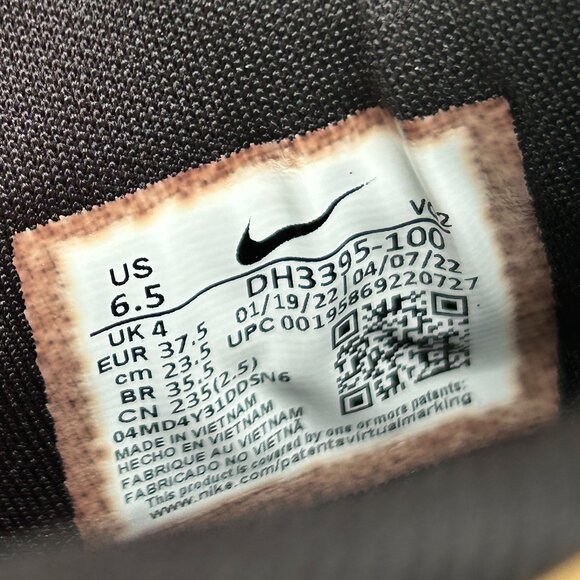 US
6.5
DH3395-100
01/19/22 04/07/22
UPC 00195869220727
UK 4
EUR 37.5
cm 23.5
BR 35.5
CN 235(2.5)
04MD4Y31DDSN6
MADE IN VIETNAM
HECHO EN VIETNAM
FABRIQUE AU VIETNAM
FABRICADO NO VIETNAM
This product is covered by one or more patents:
www.nike.com/patentsvirtualmarking